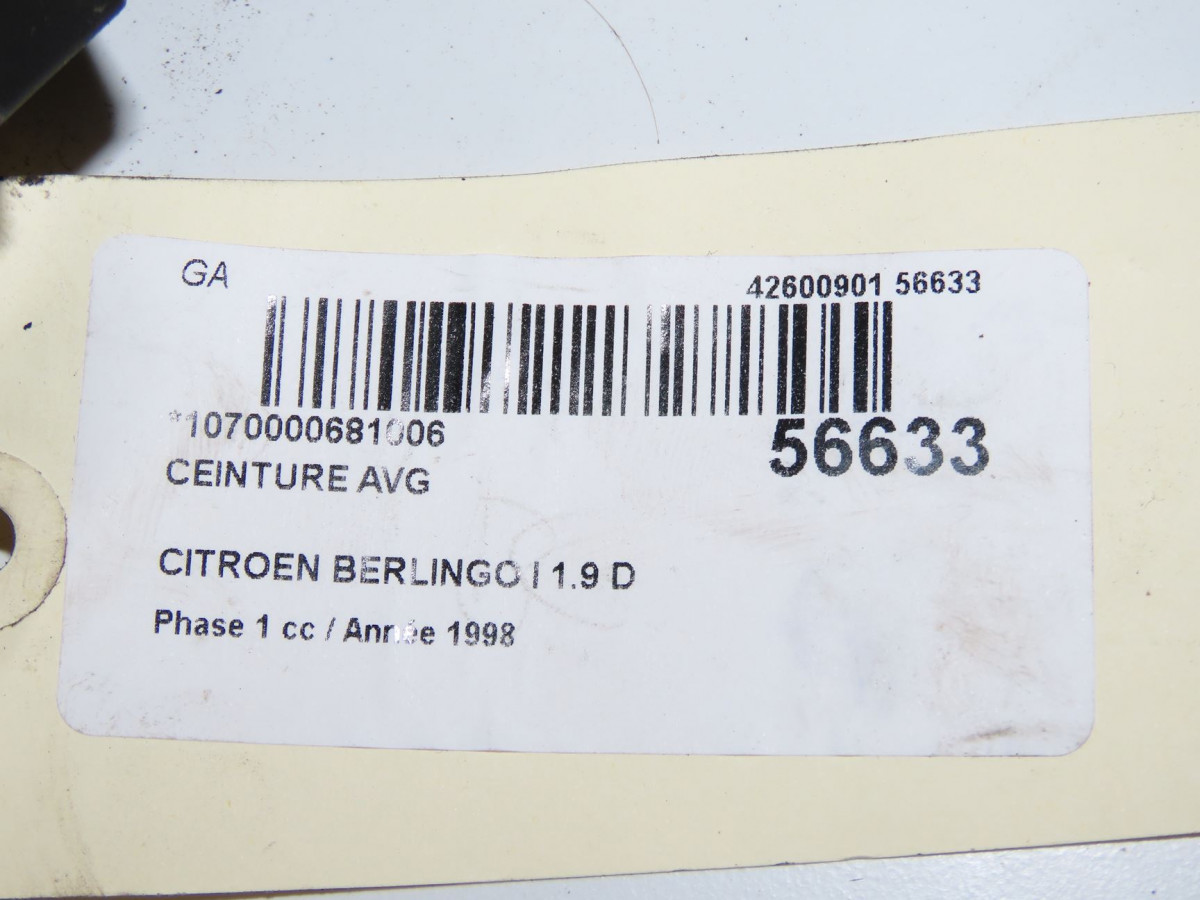 GA
42600901 56633
*1070000681006
56633
CEINTURE AVG
CITROEN BERLINGO I 1.9 D
Phase 1 cc / Année 1998